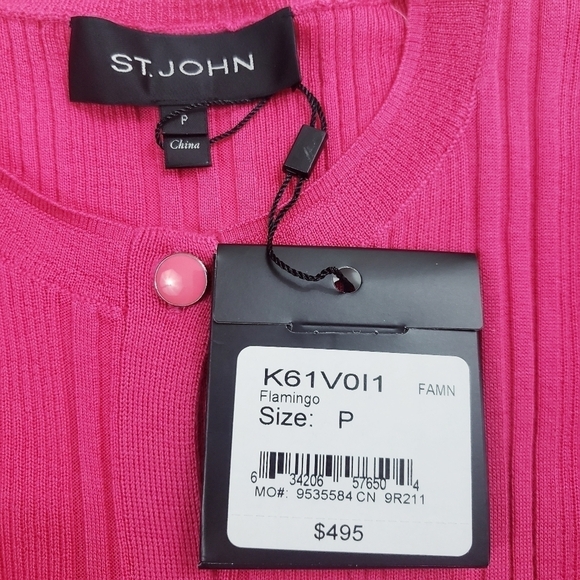 ST. JOHN
P
China
K61V0I1 FAMN
Flamingo
Size: P
6 34206 57650 4
MO#: 9535584 CN 9R211
$495